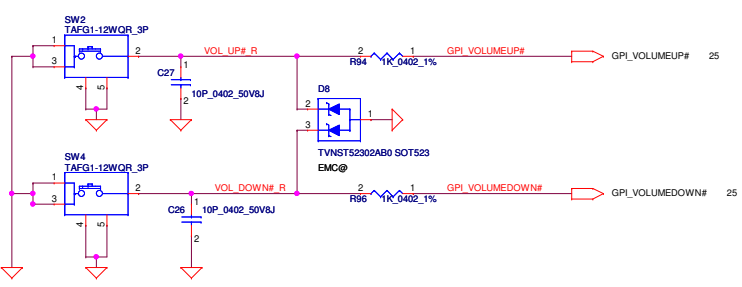 SW2
TAFG1-12WQR_3P
1
3
2
4
5
VOL_UP#_R
C27
1
10P_0402_50V8J
2
2
1
R94
1K_0402_1%
GPI_VOLUMEUP#
GPI_VOLUMEUP# 25
D8
2
3
1
TVNST52302AB0 SOT523
EMC@
SW4
TAFG1-12WQR_3P
1
3
2
4
5
VOL_DOWN#_R
C26
1
10P_0402_50V8J
2
2
1
R96
1K_0402_1%
GPI_VOLUMEDOWN#
GPI_VOLUMEDOWN# 25